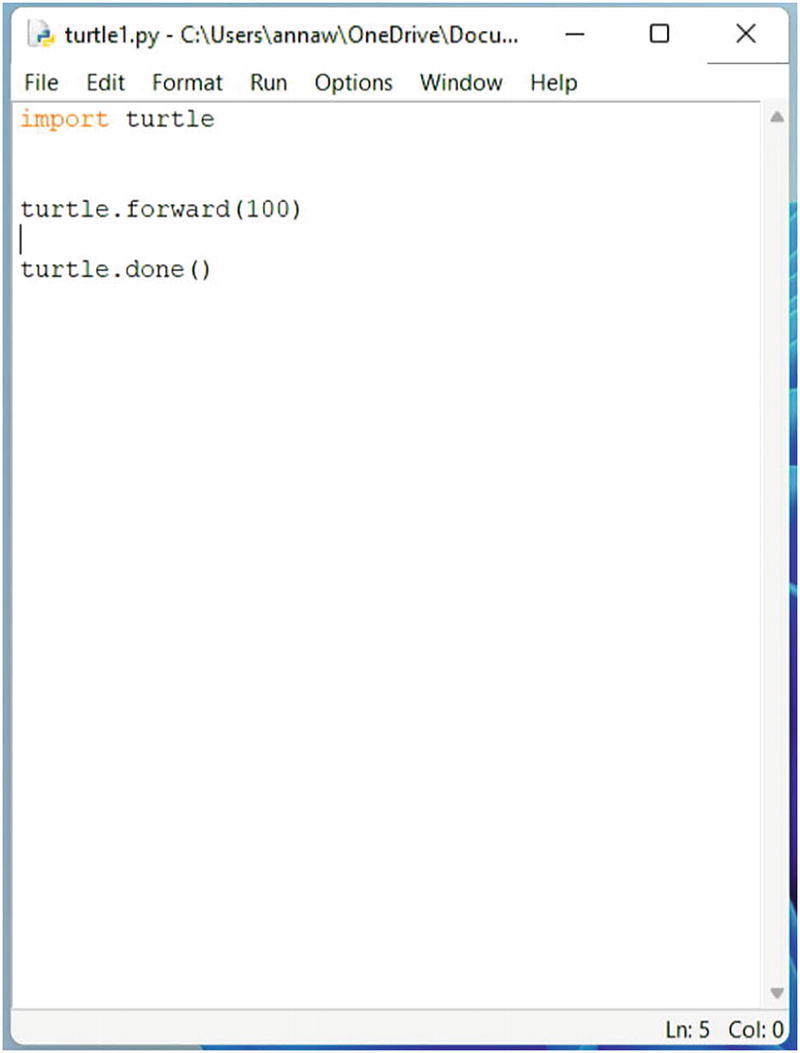 turtle1.py - C:\Users\annaw\OneDrive\Docu...
File Edit Format Run Options Window Help
import turtle
turtle.forward(100)
turtle.done()
Ln: 5 Col: 0